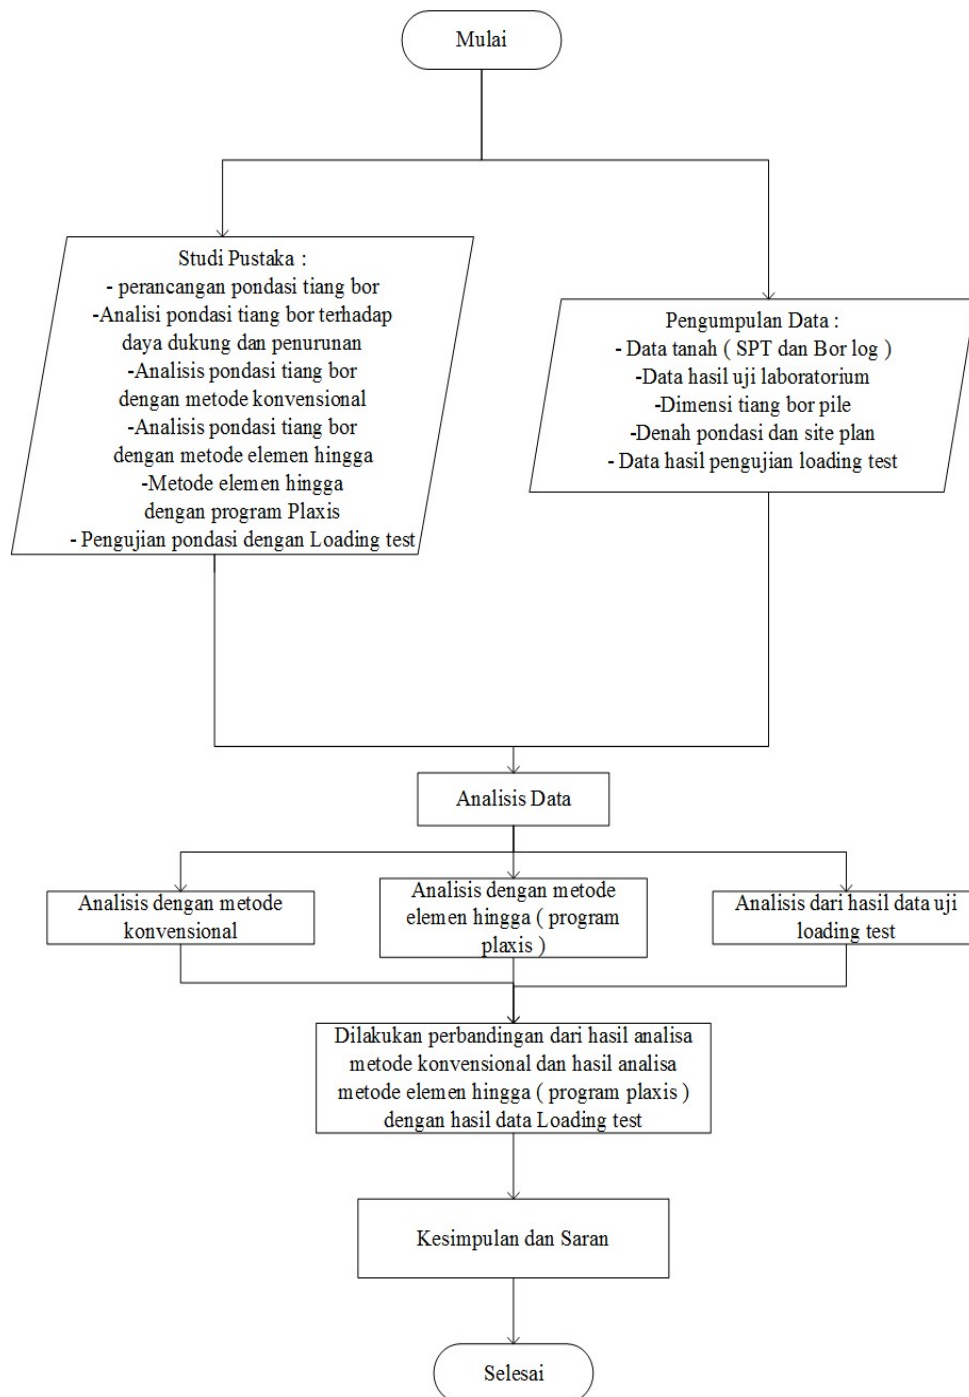 Mulai
Studi Pustaka :
- perancangan pondasi tiang bor
-Analisi pondasi tiang bor terhadap
daya dukung dan penurunan
-Analisis pondasi tiang bor
dengan metode konvensional
-Analisis pondasi tiang bor
dengan metode elemen hingga
-Metode elemen hingga
dengan program Plaxis
- Pengujian pondasi dengan Loading test
Pengumpulan Data :
- Data tanah ( SPT dan Bor log )
-Data hasil uji laboratorium
-Dimensi tiang bor pile
-Denah pondasi dan site plan
- Data hasil pengujian loading test
Analisis Data
Analisis dengan metode
konvensional
Analisis dengan metode
elemen hingga ( program
plaxis )
Analisis dari hasil data uji
loading test
Dilakukan perbandingan dari hasil analisa
metode konvensional dan hasil analisa
metode elemen hingga ( program plaxis )
dengan hasil data Loading test
Kesimpulan dan Saran
Selesai